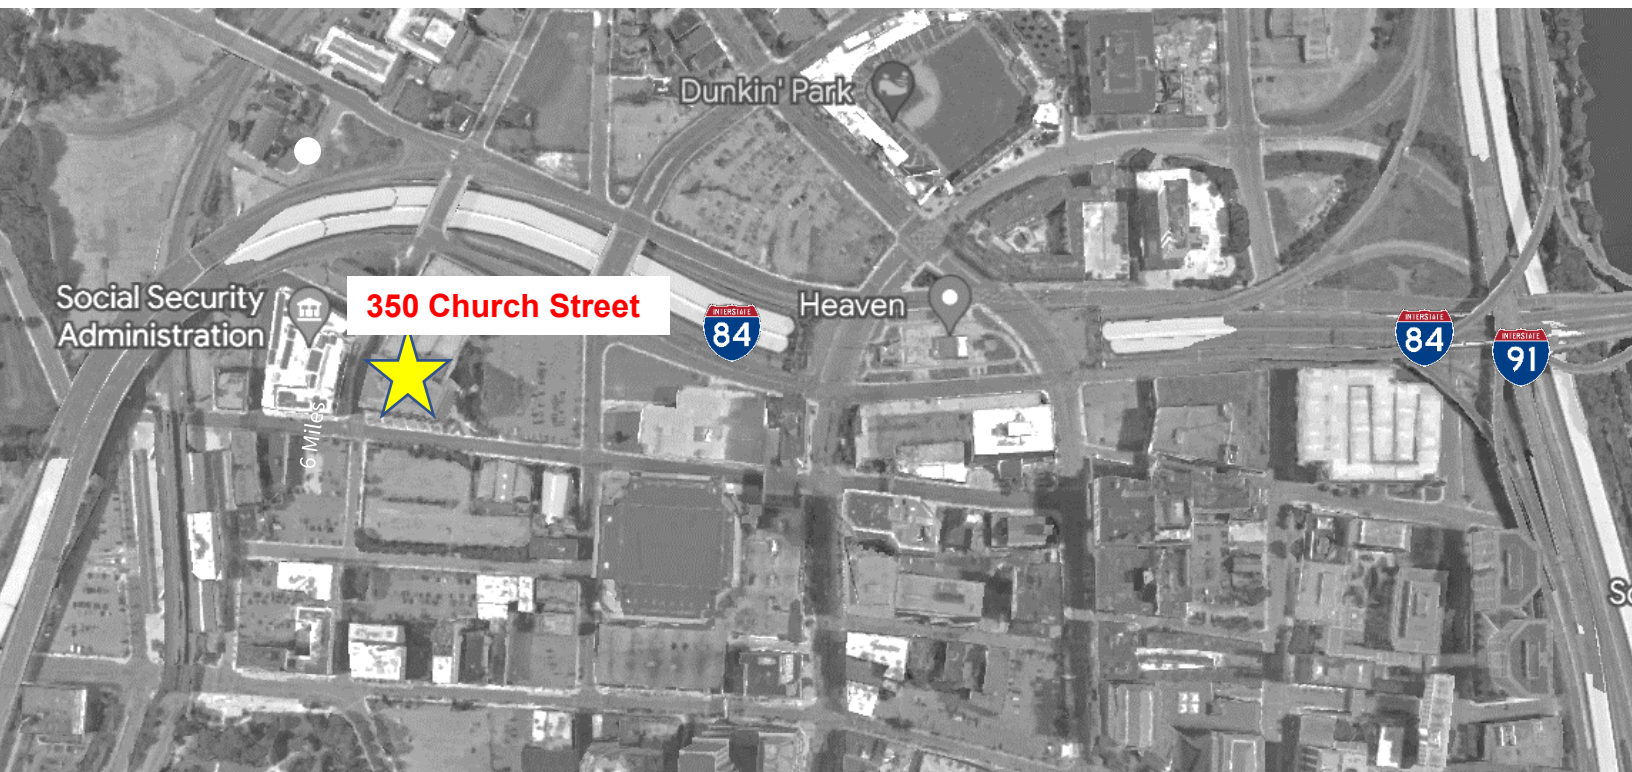 Dunkin' Park
Social Security
Administration
350 Church Street
Heaven
INTERSTATE
84
INTERSTATE
84
INTERSTATE
91
6 Miles